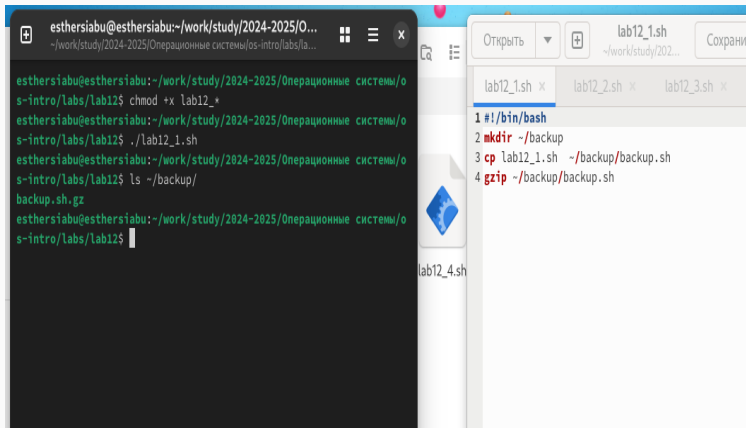 esthersiabu@esthersiabu:~/work/study/2024-2025/О...
~/work/study/2024-2025/Операционные системы/os-intro/labs/la...
esthersiabu@esthersiabu:~/work/study/2024-2025/Операционные системы/o
s-intro/labs/lab12$ chmod +x lab12_*
esthersiabu@esthersiabu:~/work/study/2024-2025/Операционные системы/o
s-intro/labs/lab12$ ./lab12_1.sh
esthersiabu@esthersiabu:~/work/study/2024-2025/Операционные системы/o
s-intro/labs/lab12$ ls ~/backup/
backup.sh.gz
esthersiabu@esthersiabu:~/work/study/2024-2025/Операционные системы/o
s-intro/labs/lab12$
lab12_4.sh
Открыть
lab12_1.sh
~/work/study/202...
Сохрани
lab12_1.sh × lab12_2.sh × lab12_3.sh ×
1 #!/bin/bash
2 mkdir ~/backup
3 cp lab12_1.sh  ~/backup/backup.sh
4 gzip ~/backup/backup.sh